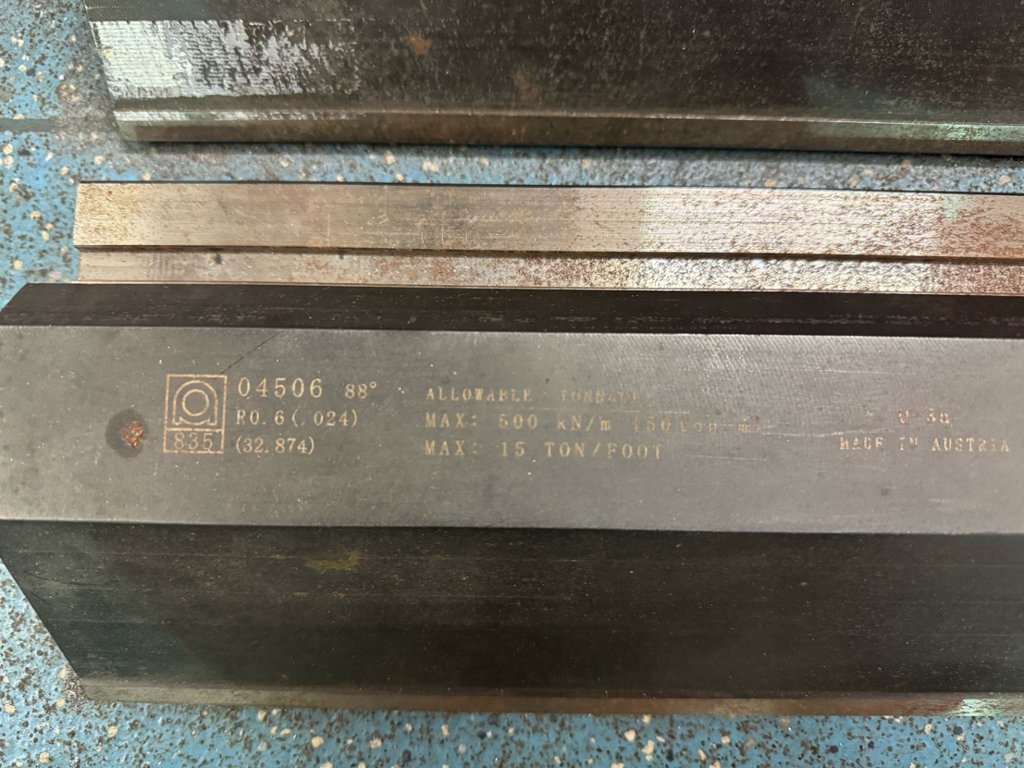 04506 88°
R0.6(.024)
835 (32.874)
ALLOWABLE
MAX: 500 kN/m
MAX: 15 TON/FOOT
MADE IN AUSTRIA